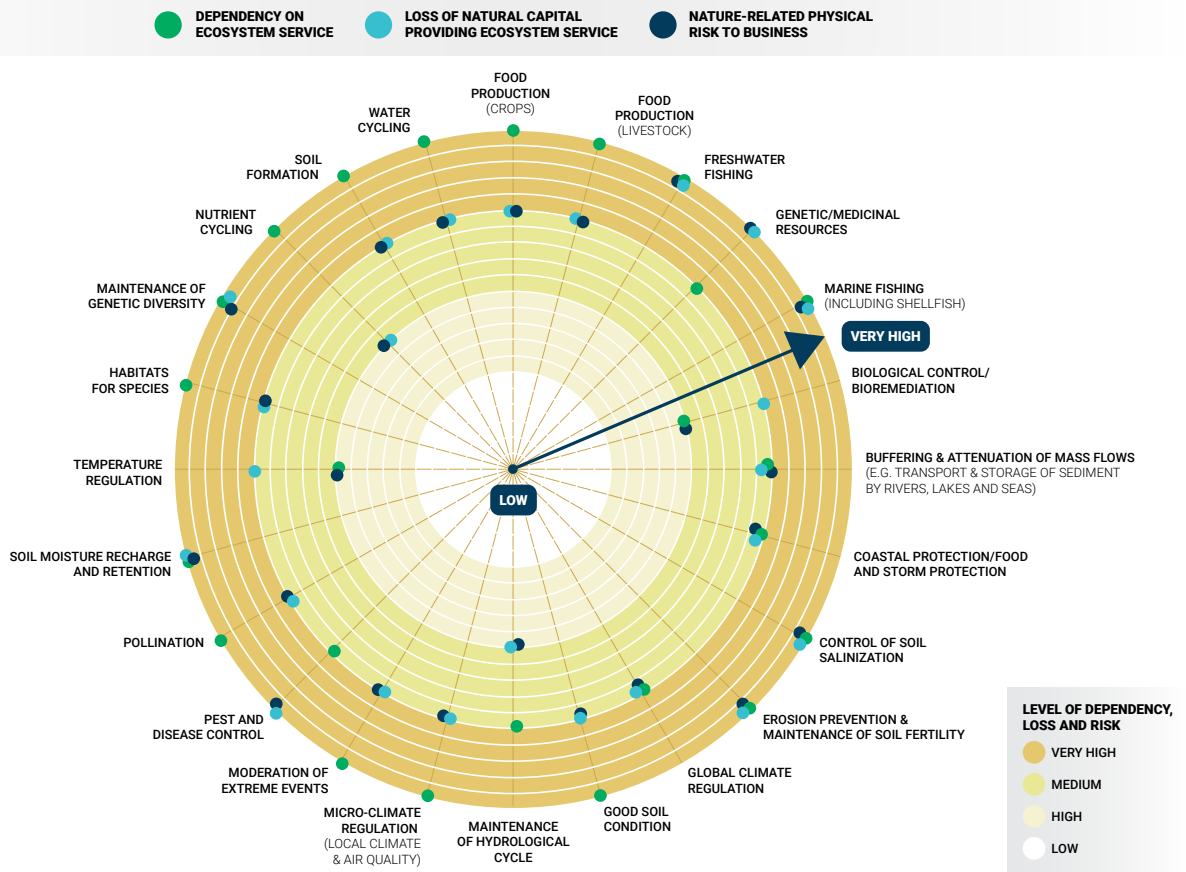 DEPENDENCY ON
ECOSYSTEM SERVICE
LOSS OF NATURAL CAPITAL
PROVIDING ECOSYSTEM SERVICE
NATURE-RELATED PHYSICAL
RISK TO BUSINESS
FOOD
PRODUCTION
(CROPS)
FOOD
PRODUCTION
(LIVESTOCK)
FRESHWATER
FISHING
GENETIC/MEDICINAL
RESOURCES
MARINE FISHING
(INCLUDING SHELLFISH)
VERY HIGH
BIOLOGICAL CONTROL/
BIOREMEDIATION
BUFFERING & ATTENUATION OF MASS FLOWS
(E.G. TRANSPORT & STORAGE OF SEDIMENT
BY RIVERS, LAKES AND SEAS)
COASTAL PROTECTION/FOOD
AND STORM PROTECTION
CONTROL OF SOIL
SALINIZATION
EROSION PREVENTION &
MAINTENANCE OF SOIL FERTILITY
GLOBAL CLIMATE
REGULATION
GOOD SOIL
CONDITION
MAINTENANCE
OF HYDROLOGICAL
CYCLE
MICRO-CLIMATE
REGULATION
(LOCAL CLIMATE
& AIR QUALITY)
MODERATION OF
EXTREME EVENTS
PEST AND
DISEASE CONTROL
POLLINATION
SOIL MOISTURE RECHARGE
AND RETENTION
TEMPERATURE
REGULATION
HABITATS
FOR SPECIES
MAINTENANCE OF
GENETIC DIVERSITY
NUTRIENT
CYCLING
SOIL
FORMATION
WATER
CYCLING
LOW
LEVEL OF DEPENDENCY,
LOSS AND RISK
VERY HIGH
MEDIUM
HIGH
LOW